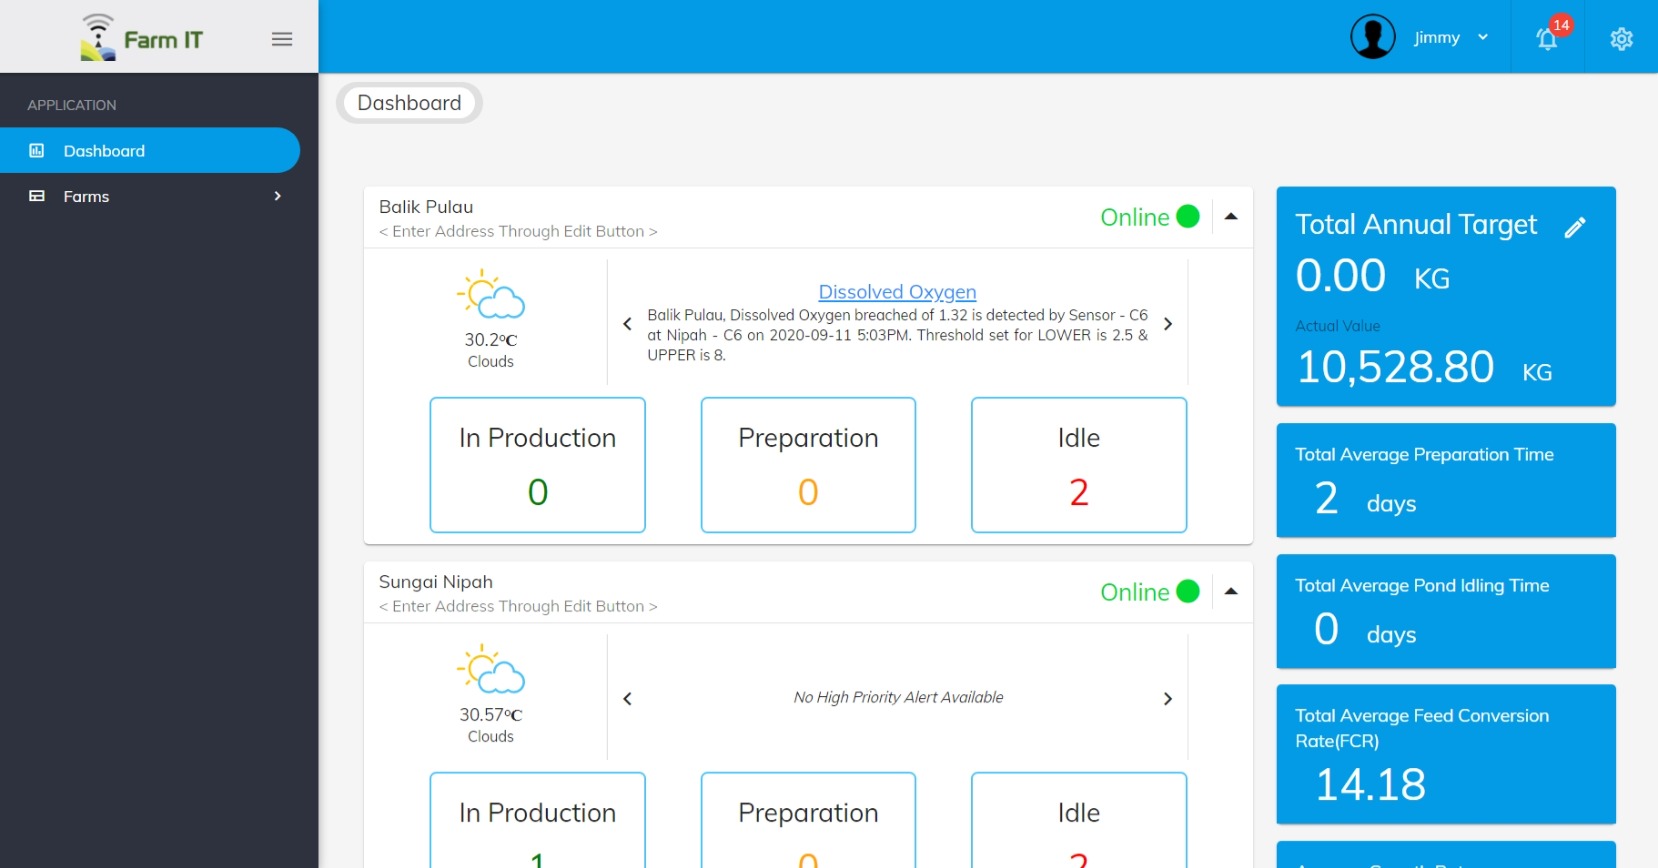 Farm IT
Jimmy
14
APPLICATION
Dashboard
Farms
Dashboard
Balik Pulau
< Enter Address Through Edit Button >
Online
30.2°C
Clouds
Dissolved Oxygen
Balik Pulau, Dissolved Oxygen breached of 1.32 is detected by Sensor - C6
at Nipah - C6 on 2020-09-11 5:03PM. Threshold set for LOWER is 2.5 &
UPPER is 8.
In Production
0
Preparation
0
Idle
2
Sungai Nipah
< Enter Address Through Edit Button >
Online
30.57°C
Clouds
No High Priority Alert Available
In Production
1
Preparation
0
Idle
2
Total Annual Target
0.00 KG
Actual Value
10,528.80 KG
Total Average Preparation Time
2 days
Total Average Pond Idling Time
0 days
Total Average Feed Conversion
Rate(FCR)
14.18